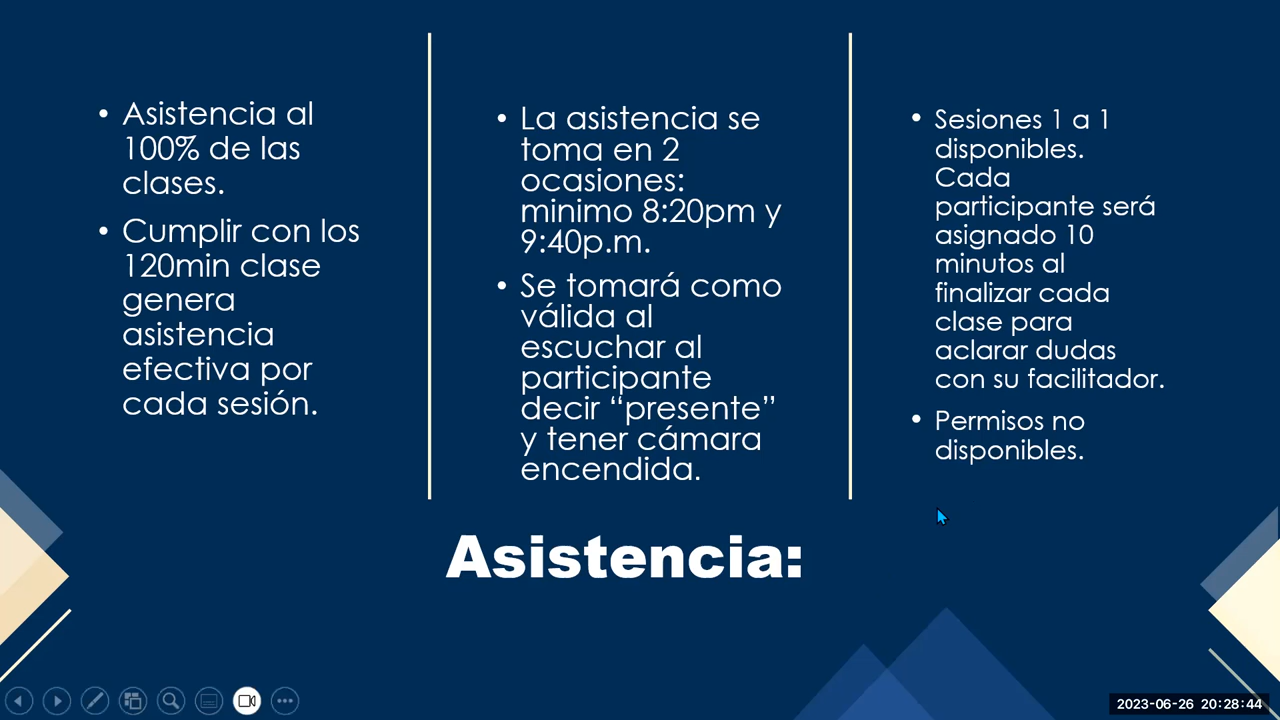 • Asistencia al
100% de las
clases.
• Cumplir con los
120min clase
genera
asistencia
efectiva por
cada sesión.
• La asistencia se
toma en 2
ocasiones:
minimo 8:20pm y
9:40p.m.
• Se tomará como
válida al
escuchar al
participante
decir “presente”
y tener cámara
encendida.
• Sesiones 1 a 1
disponibles.
Cada
participante será
asignado 10
minutos al
finalizar cada
clase para
aclarar dudas
con su facilitador.
• Permisos no
disponibles.
Asistencia:
2023-06-26 20:28:44